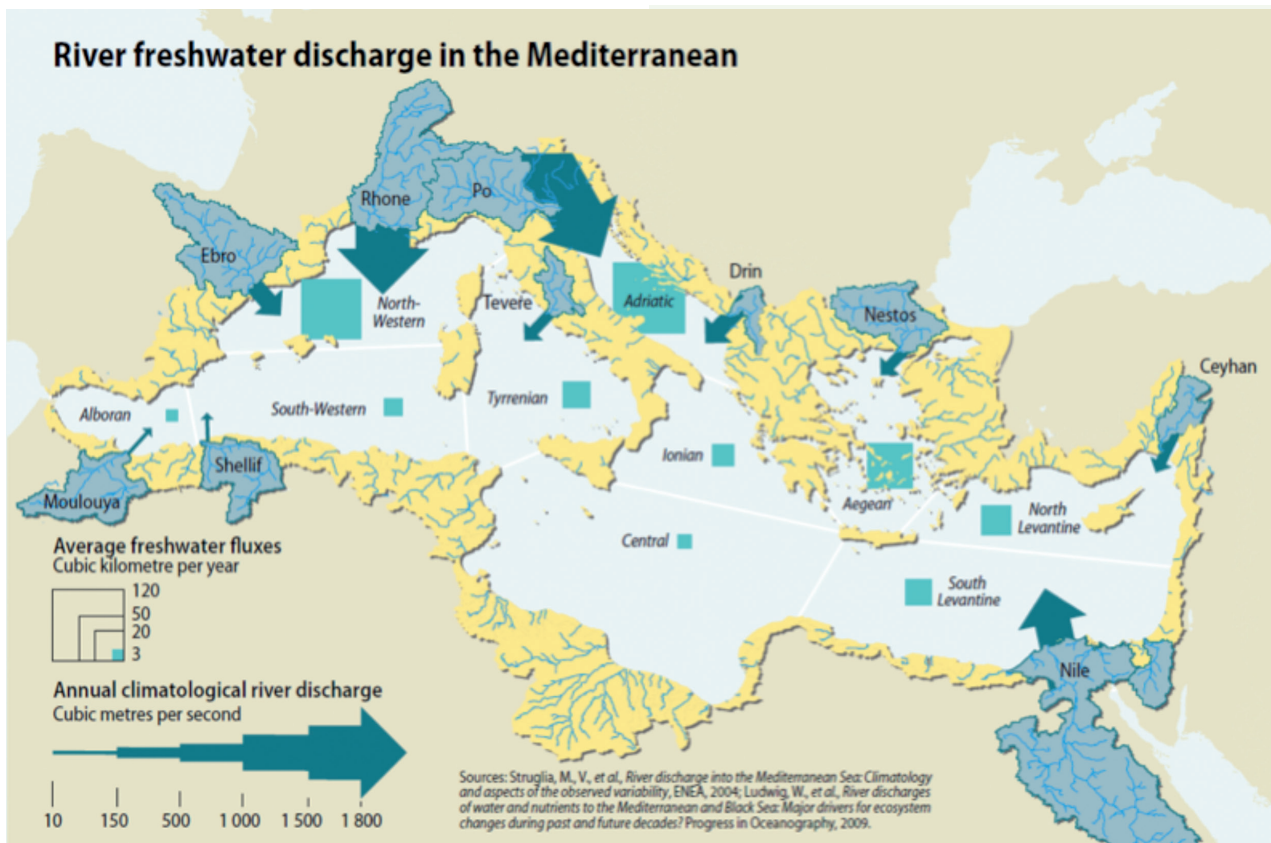 River freshwater discharge in the Mediterranean
Rhone
Po
Ebro
Drin
North-
Western
Tevere
Adriatic
Nestos
Ceyhan
Alboran
South-Western
Tyrrenian
Ionian
Shellif
Moulouya
Aegean
North
Levantine
Central
South
Levantine
Nile
Average freshwater fluxes
Cubic kilometre per year
120
50
20
3
Annual climatological river discharge
Cubic metres per second
10 150 500 1 000 1 500 1 800
Sources: Struglia, M., V., et al., River discharge into the Mediterranean Sea: Climatology
and aspects of the observed variability, ENEA, 2004; Ludwig, W., et al., River discharges
of water and nutrients to the Mediterranean and Black Sea: Major drivers for ecosystem
changes during past and future decades? Progress in Oceanography, 2009.